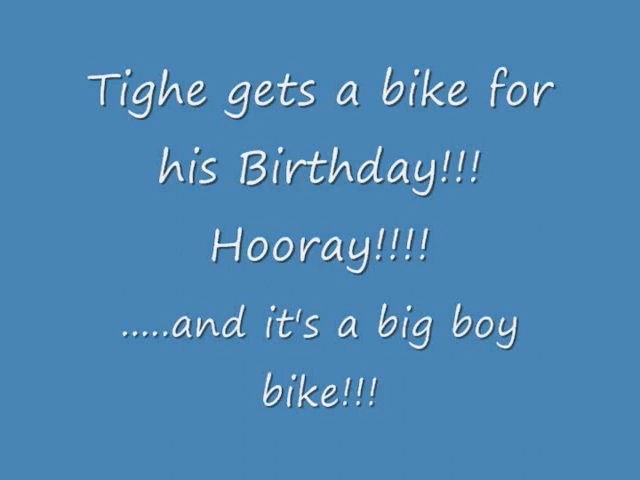 Tighe gets a bike for
his Birthday!!!
Hooray!!!!
.....and it's a big boy
bike!!!